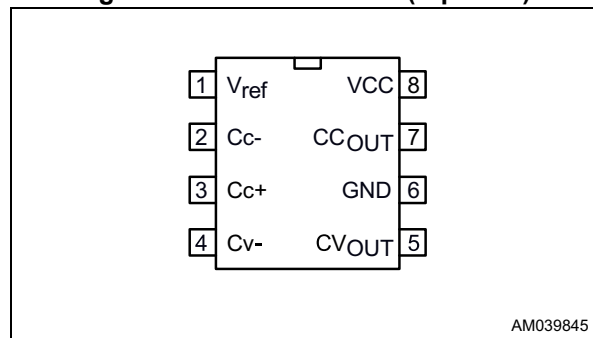 1 Vref VCC 8
2 Cc- CCOUT 7
3 Cc+ GND 6
4 Cv- CVOUT 5
AM039845